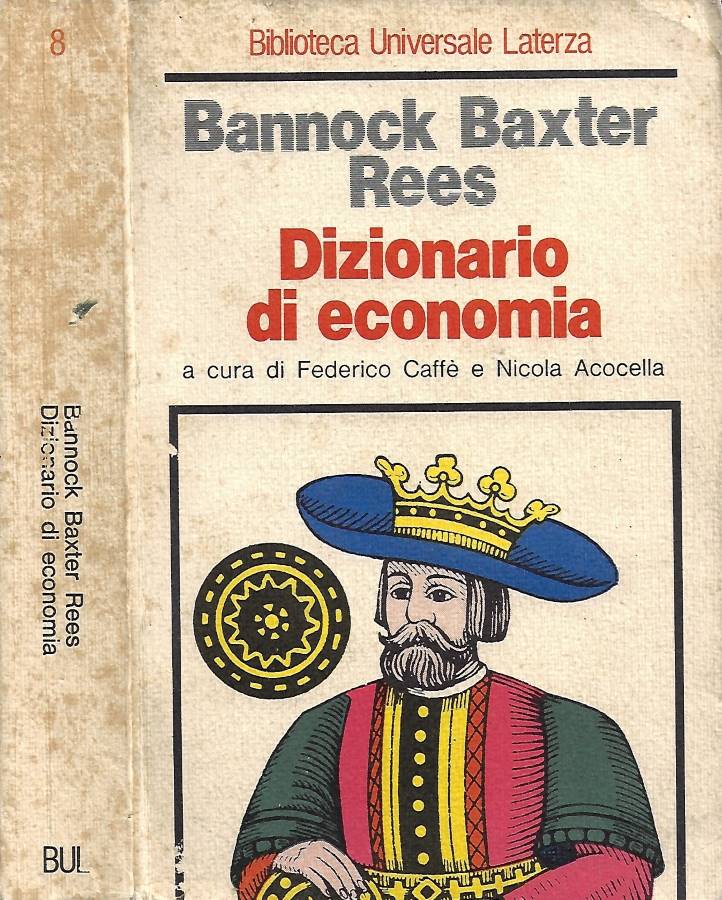 8
Biblioteca Universale Laterza
Bannock Baxter
Rees
Dizionario
di economia
a cura di Federico Caffè e Nicola Acocella
Bannock Baxter Rees
Dizionario di economia
BUL